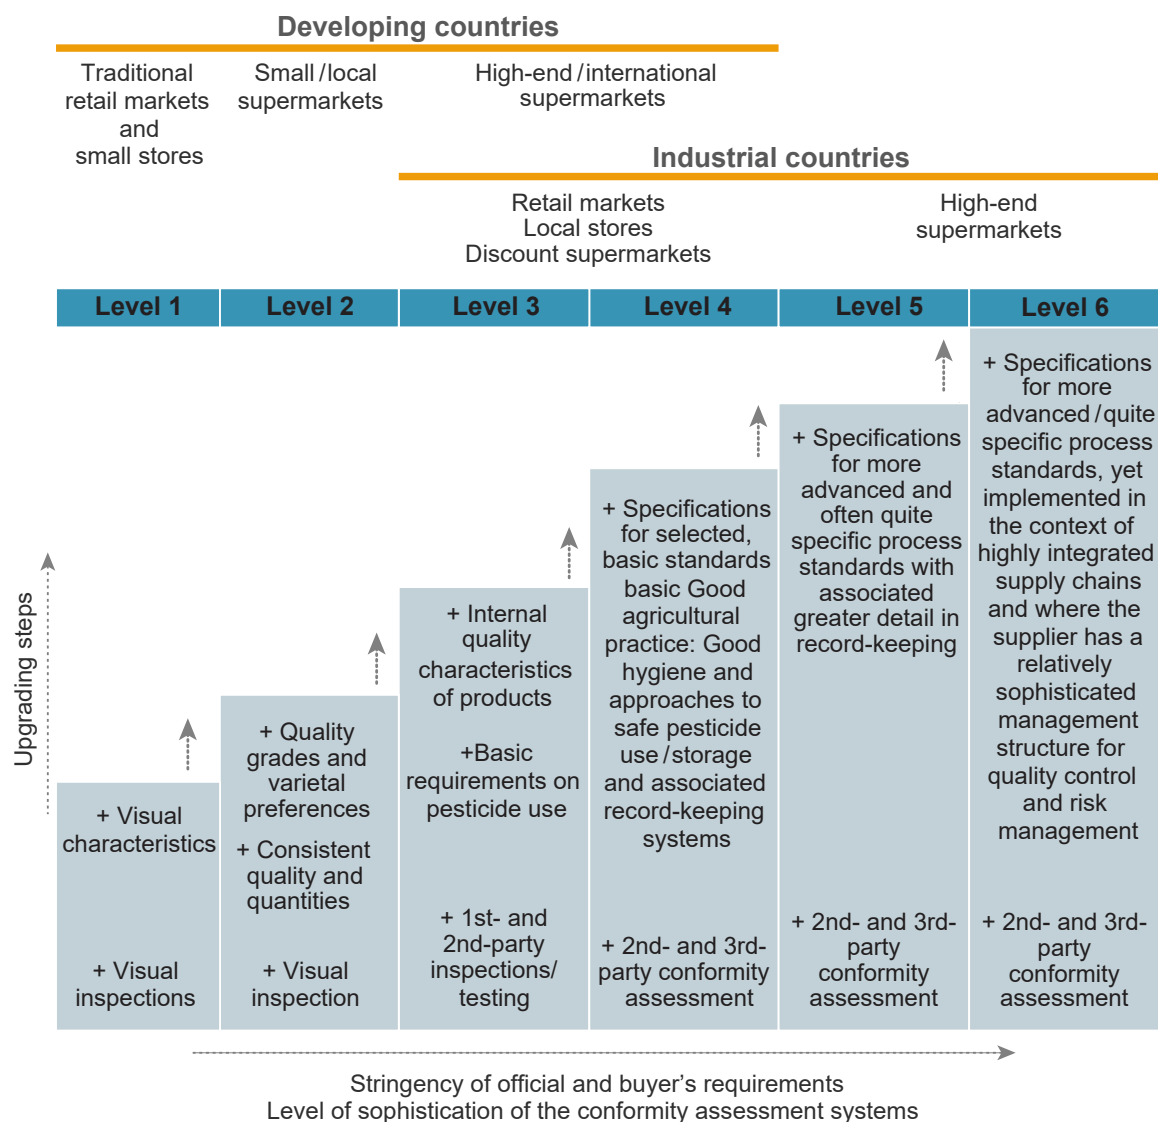 Developing countries
Traditional
retail markets
and
small stores
Small/local
supermarkets
High-end/international
supermarkets
Industrial countries
Retail markets
Local stores
Discount supermarkets
High-end
supermarkets
Level 1
Level 2
Level 3
Level 4
Level 5
Level 6
Upgrading steps
+ Visual
characteristics
+ Visual
inspections
+ Quality
grades and
varietal
preferences
+ Consistent
quality and
quantities
+ Visual
inspection
+ Internal
quality
characteristics
of products
+Basic
requirements on
pesticide use
+ 1st- and
2nd-party
inspections/
testing
+ Specifications
for selected,
basic standards
basic Good
agricultural
practice: Good
hygiene and
approaches to
safe pesticide
use/storage
and associated
record-keeping
systems
+ 2nd- and 3rd-
party conformity
assessment
+ Specifications
for more
advanced and
often quite
specific process
standards with
associated
greater detail in
record-keeping
+ 2nd- and 3rd-
party
conformity
assessment
+ Specifications
for more
advanced/quite
specific process
standards, yet
implemented in
the context of
highly integrated
supply chains
and where the
supplier has a
relatively
sophisticated
management
structure for
quality control
and risk
management
+ 2nd- and 3rd-
party
conformity
assessment
Stringency of official and buyer's requirements
Level of sophistication of the conformity assessment systems